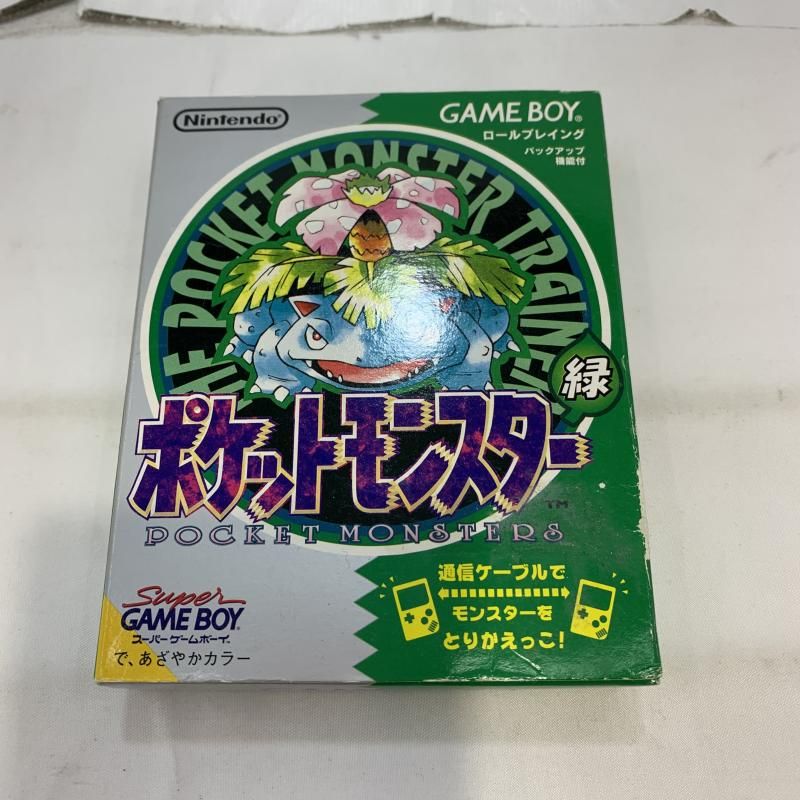 Nintendo
GAME BOY
ロールプレイング
バックアップ
機能付
THE POCKET MONSTER TRAINER
緑
ポケットモンスター
TM
POCKET MONSTERS
通信ケーブルで
モンスターを
とりかえっこ!
Super
GAME BOY
スーパーゲームボーイ
で、あざやかカラー